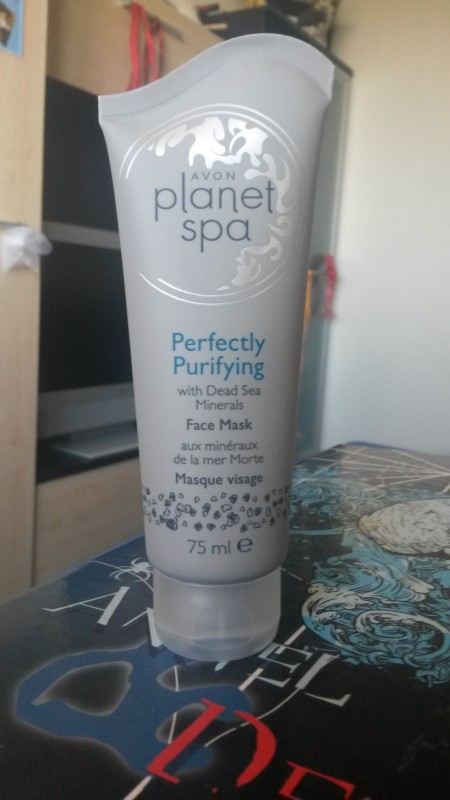 AVON
planet
spa
Perfectly
Purifying
with Dead Sea
Minerals
Face Mask
aux minéraux
de la mer Morte
Masque visage
75 ml e